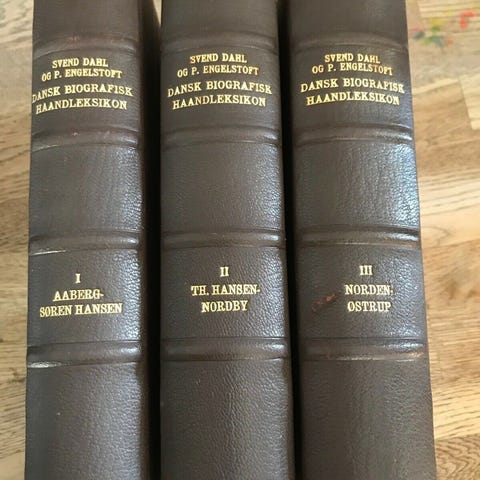 SVEND DAHL
OG P. ENGELSTOFT
DANSK BIOGRAFISK
HAANDLEKSIKON
I
AABERG-
SØREN HANSEN
SVEND DAHL
OG P. ENGELSTOFT
DANSK BIOGRAFISK
HAANDLEKSIKON
II
TH. HANSEN-
NORDBY
SVEND DAHL
OG P. ENGELSTOFT
DANSK BIOGRAFISK
HAANDLEKSIKON
III
NORDEN-
ØSTRUP